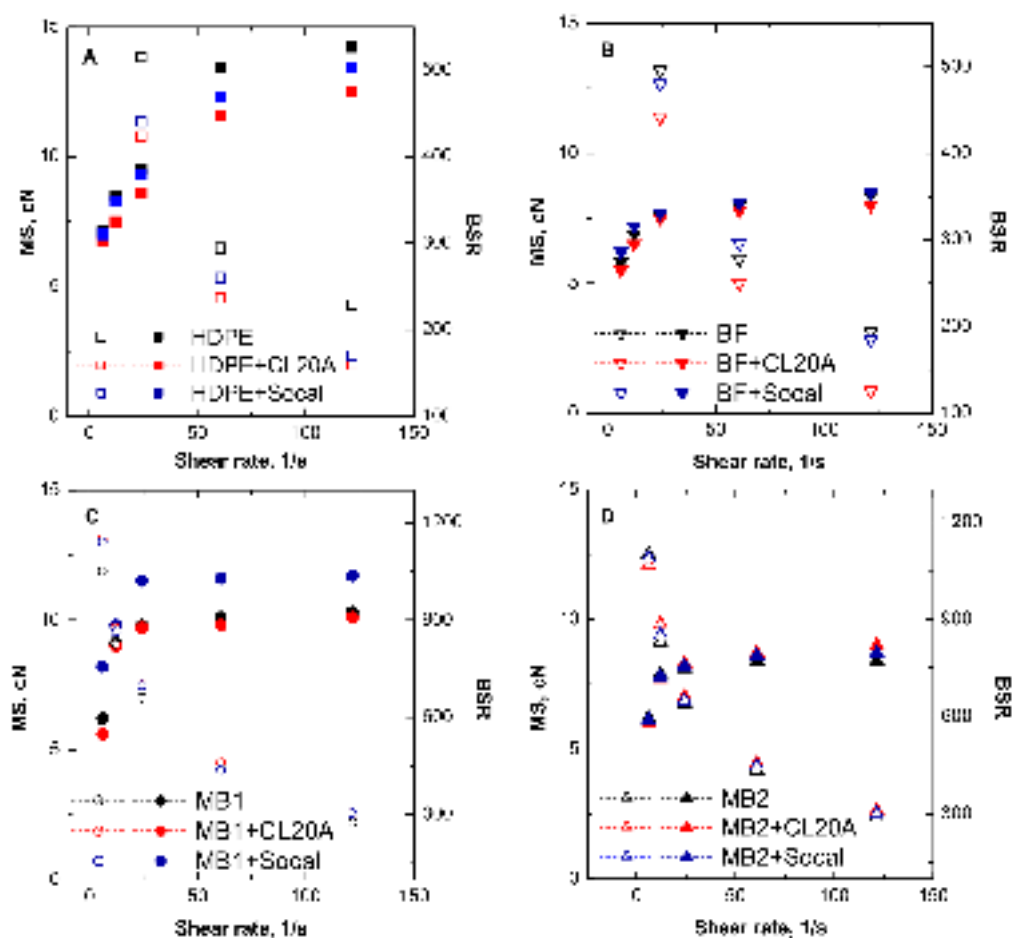 A
15
10
5
0
MS, cN
500
400
300
200
100
BSR
HDPE
HDPE+CL20A
HDPE+Socal
0 50 100 150
Shear rate, 1/s
B
15
10
5
0
MS, cN
500
400
300
200
100
BSR
BF
BF+CL20A
BF+Socal
0 50 100 150
Shear rate, 1/s
C
15
10
5
0
MS, cN
1200
900
600
300
BSR
MB1
MB1+CL20A
MB1+Socal
0 50 100 150
Shear rate, 1/s
D
15
10
5
0
MS, cN
1200
900
600
300
BSR
MB2
MB2+CL20A
MB2+Socal
0 50 100 150
Shear rate, 1/s